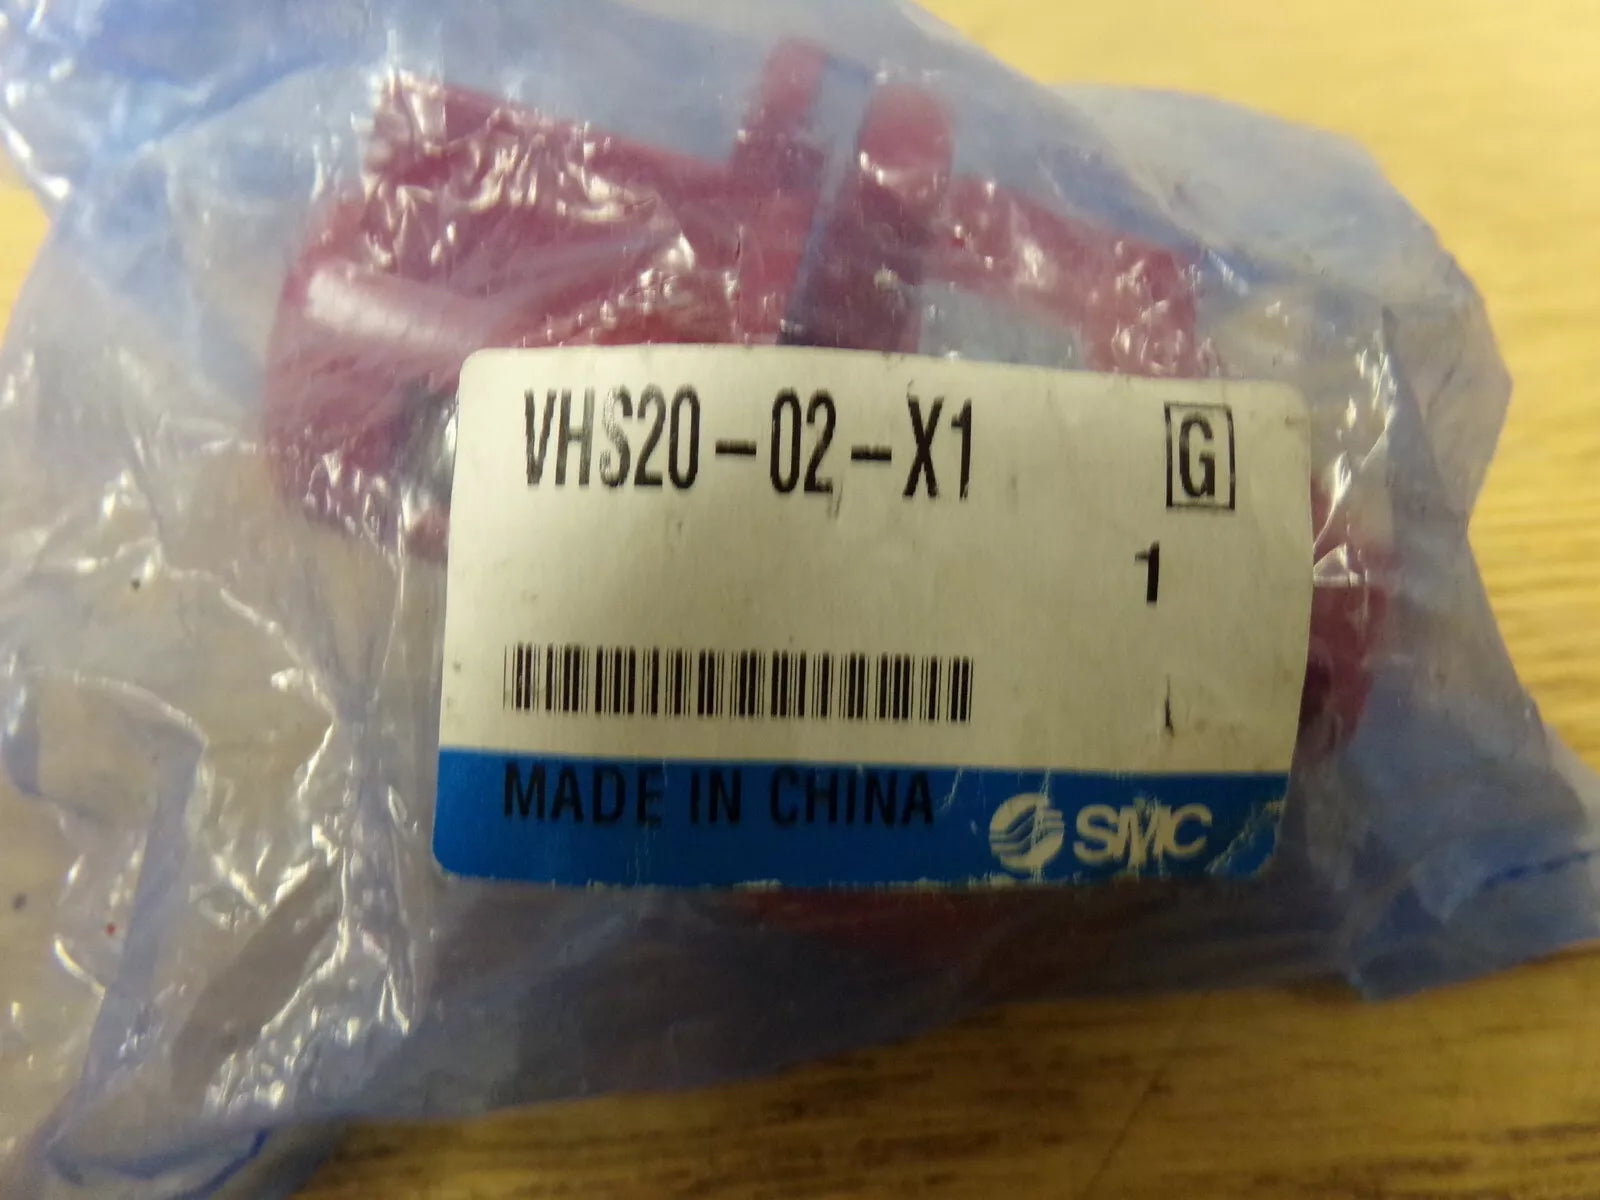 VHS20-02-X1 G
1
MADE IN CHINA SMC